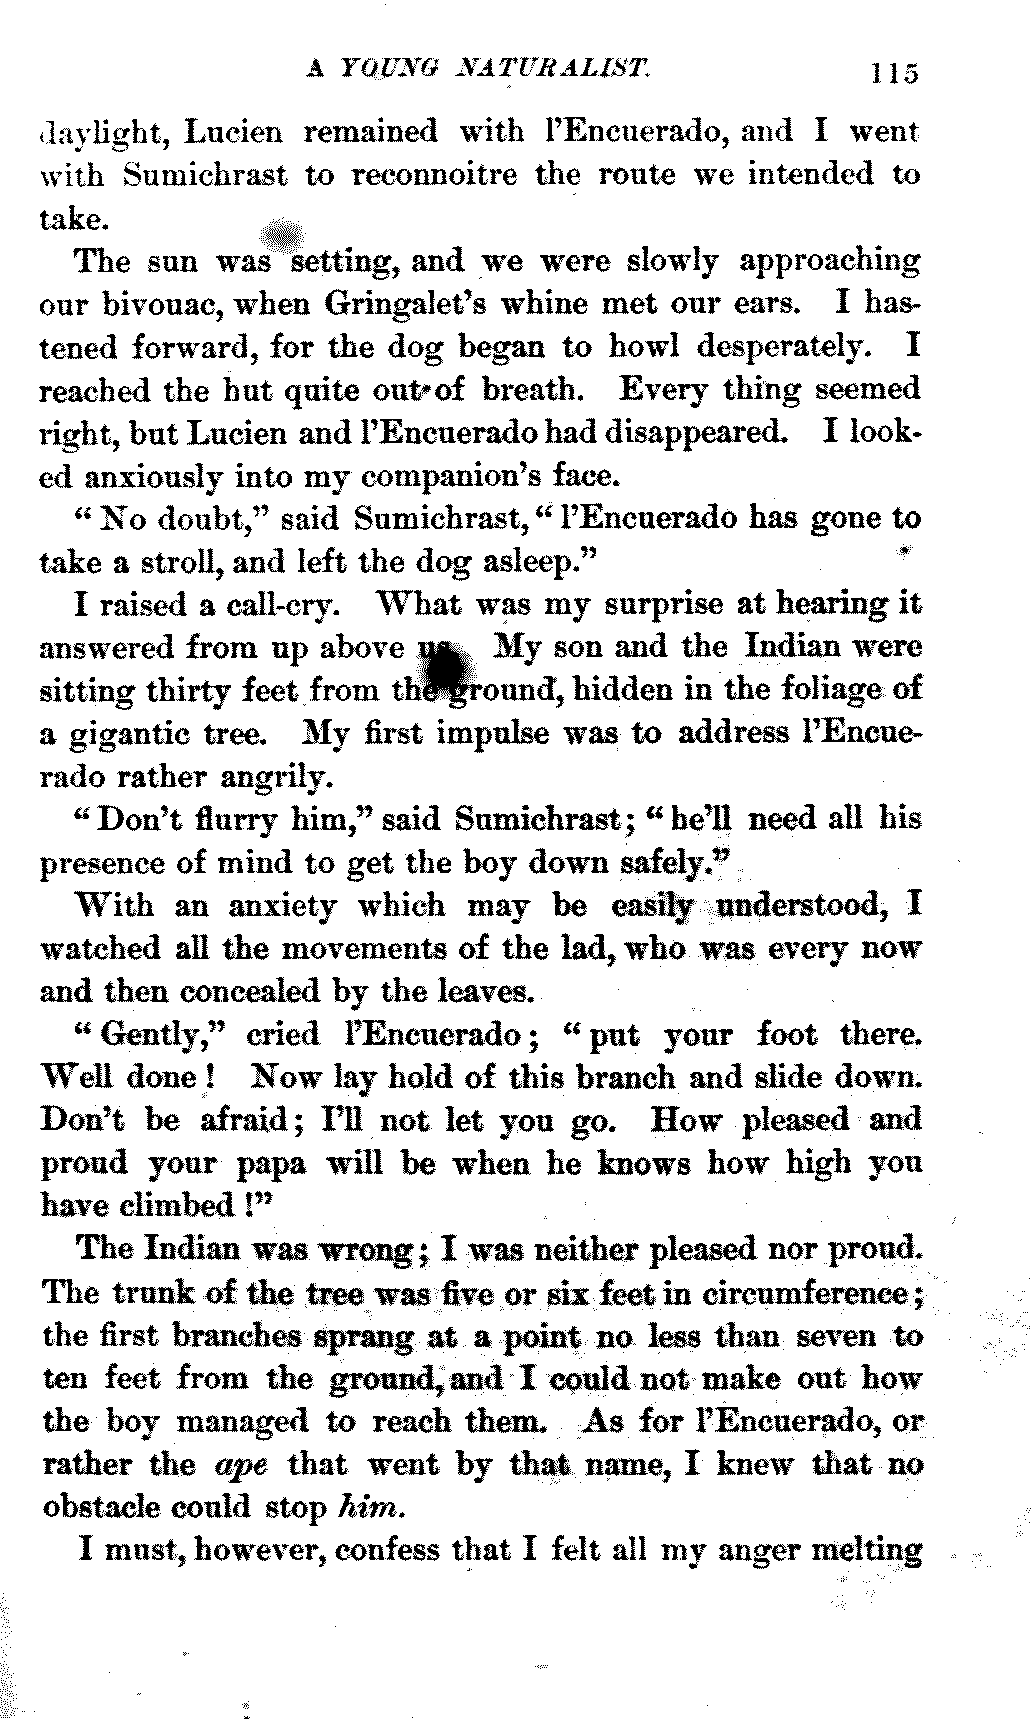 A YOUNG NATURALIST. 115
daylight, Lucien remained with l'Encuerado, and I went
with Sumichrast to reconnoitre the route we intended to
take.
The sun was setting, and we were slowly approaching
our bivouac, when Gringalet's whine met our ears. I has-
tened forward, for the dog began to howl desperately. I
reached the hut quite out of breath. Every thing seemed
right, but Lucien and l'Encuerado had disappeared. I look-
ed anxiously into my companion's face.
"No doubt," said Sumichrast, "l'Encuerado has gone to
take a stroll, and left the dog asleep."
I raised a call-cry. What was my surprise at hearing it
answered from up above us. My son and the Indian were
sitting thirty feet from the ground, hidden in the foliage of
a gigantic tree. My first impulse was to address l'Encue-
rado rather angrily.
"Don't flurry him," said Sumichrast; "he'll need all his
presence of mind to get the boy down safely."
With an anxiety which may be easily understood, I
watched all the movements of the lad, who was every now
and then concealed by the leaves.
"Gently," cried l'Encuerado; "put your foot there.
Well done! Now lay hold of this branch and slide down.
Don't be afraid; I'll not let you go. How pleased and
proud your papa will be when he knows how high you
have climbed!"
The Indian was wrong; I was neither pleased nor proud.
The trunk of the tree was five or six feet in circumference;
the first branches sprang at a point no less than seven to
ten feet from the ground, and I could not make out how
the boy managed to reach them. As for l'Encuerado, or
rather the ape that went by that name, I knew that no
obstacle could stop him.
I must, however, confess that I felt all my anger melting